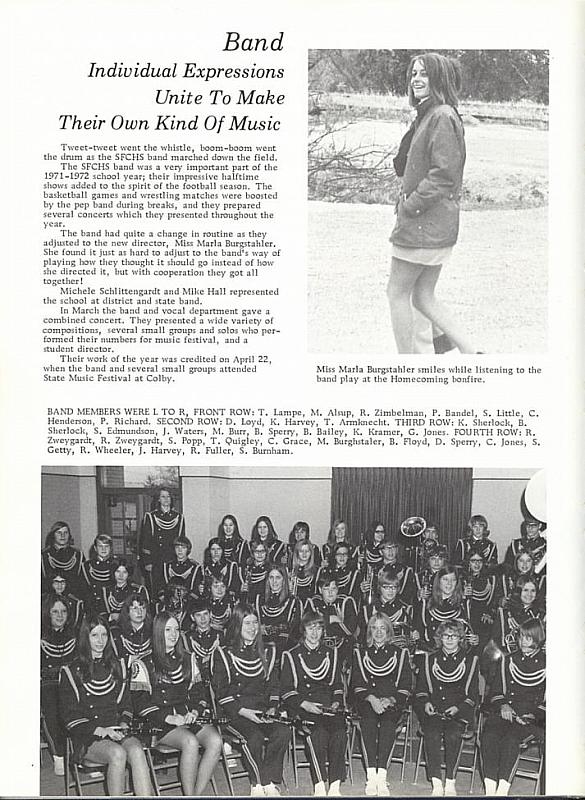 Band
Individual Expressions
Unite To Make
Their Own Kind Of Music
Tweet-tweet went the whistle, boom-boom went
the drum as the SFCHS band marched down the field.
The SFCHS band was a very important part of the
1971-1972 school year; their impressive halftime
shows added to the spirit of the football season. The
basketball games and wrestling matches were boosted
by the pep band during breaks, and they prepared
several concerts which they presented throughout the
year.
The band had quite a change in routine as they
adjusted to the new director, Miss Marla Burgstahler.
She found it just as hard to adjust to the band's way of
playing how they thought it should go instead of how
she directed it, but with cooperation they got all
together!
Michele Schlittengardt and Mike Hall represented
the school at district and state band.
In March the band and vocal department gave a
combined concert. They presented a wide variety of
compositions, several small groups and solos who per-
formed their numbers for music festival, and a
student director.
Their work of the year was credited on April 22,
when the band and several small groups attended
State Music Festival at Colby.
Miss Marla Burgstahler smiles while listening to the
band play at the Homecoming bonfire.
BAND MEMBERS WERE L TO R, FRONT ROW: T. Lampe, M. Alsup, R. Zimbelman, P. Bandel, S. Little, C.
Henderson, P. Richard. SECOND ROW: D. Loyd, K. Harvey, T. Armknecht. THIRD ROW: K. Sherlock, B.
Sherlock, S. Edmundson, J. Waters, M. Burr, B. Sperry, B. Bailey, K. Kramer, G. Jones. FOURTH ROW: R.
Zweygardt, R. Zweygardt, S. Popp, T. Quigley, C. Grace, M. Burghtaler, B. Floyd, D. Sperry, C. Jones, S.
Getty, R. Wheeler, J. Harvey, R. Fuller, S. Burnham.